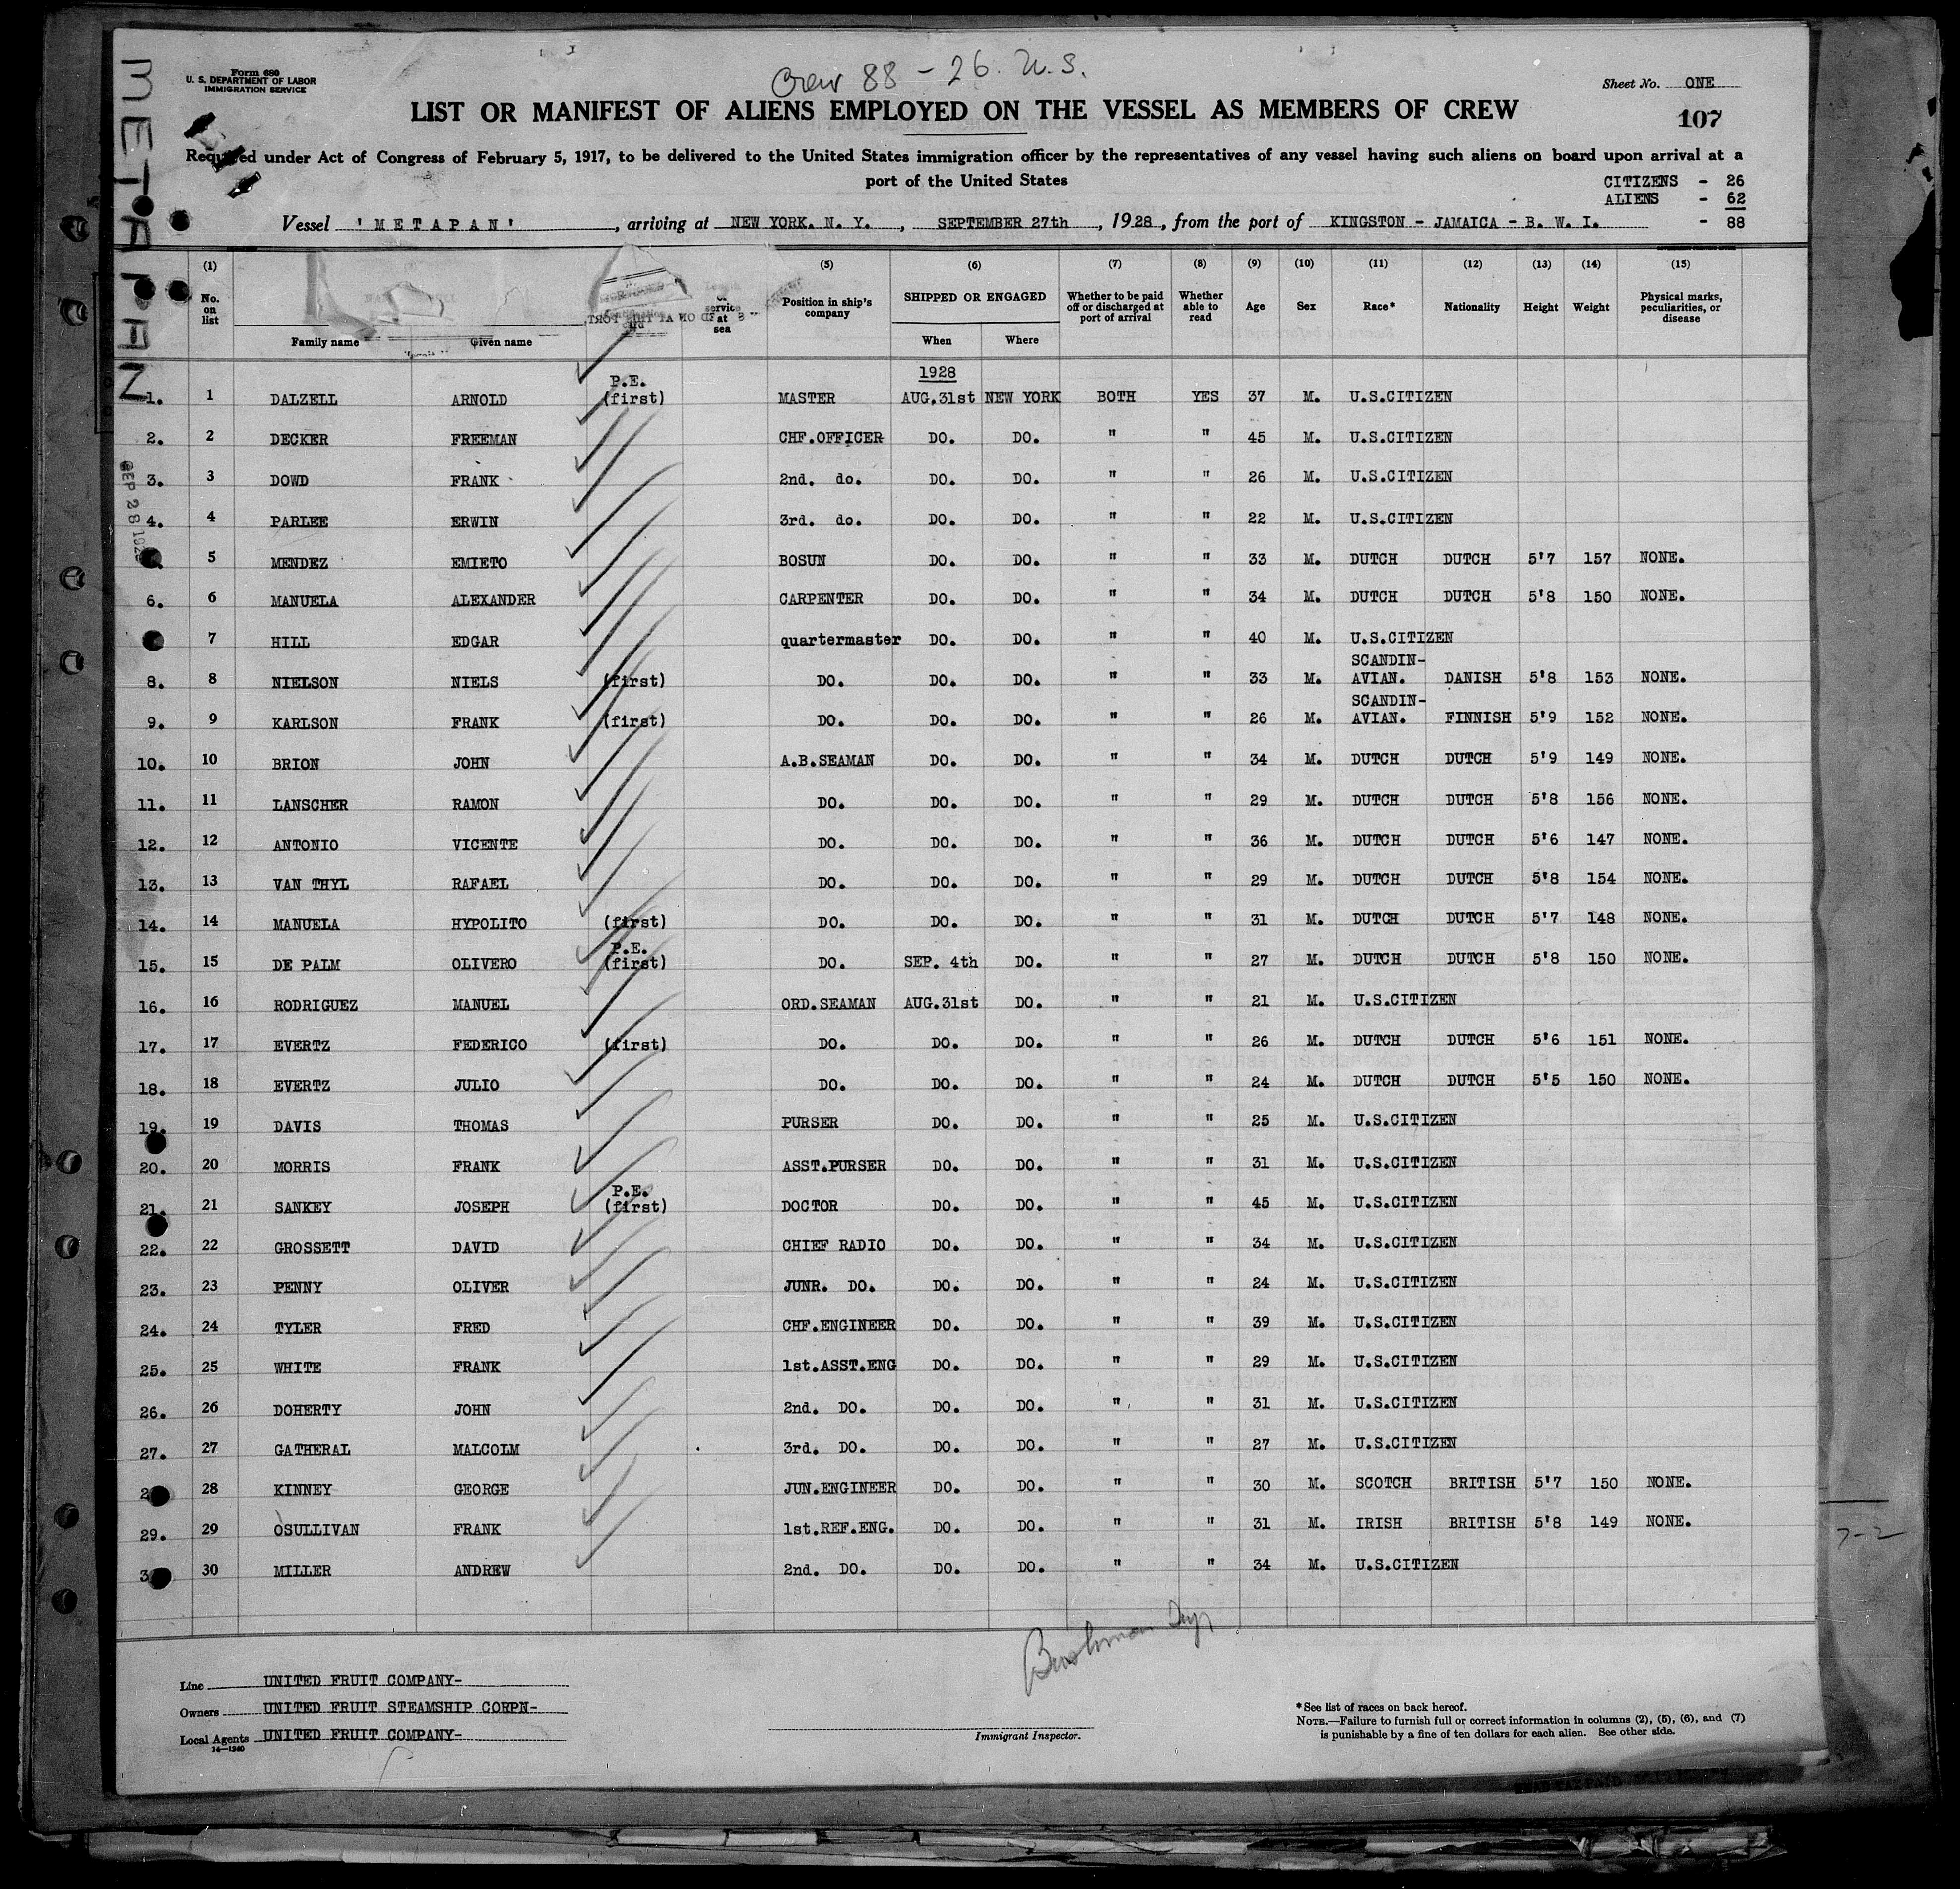 METAPAN
Form 680
U. S. DEPARTMENT OF LABOR
IMMIGRATION SERVICE
Crew 88 - 26. U.S.
Sheet No. ONE
LIST OR MANIFEST OF ALIENS EMPLOYED ON THE VESSEL AS MEMBERS OF CREW
107
Required under Act of Congress of February 5, 1917, to be delivered to the United States immigration officer by the representatives of any vessel having such aliens on board upon arrival at a
port of the United States
CITIZENS - 26
ALIENS - 62
- 88
Vessel 'METAPAN', arriving at NEW YORK. N. Y., SEPTEMBER 27th, 1928, from the port of KINGSTON - JAMAICA - B. W. I.
(1) (5) (6) (7) (8) (9) (10) (11) (12) (13) (14) (15)
No. on list Family name Given name service at sea Position in ship's company SHIPPED OR ENGAGED When Where Whether to be paid off or discharged at port of arrival Whether able to read Age Sex Race* Nationality Height Weight Physical marks, peculiarities, or disease
1928
1. 1 DALZELL ARNOLD P.E. (first) MASTER AUG.31st NEW YORK BOTH YES 37 M. U.S.CITIZEN
2. 2 DECKER FREEMAN CHF.OFFICER DO. DO. " " 45 M. U.S.CITIZEN
3. 3 DOWD FRANK 2nd. do. DO. DO. " " 26 M. U.S.CITIZEN
4. 4 PARLEE ERWIN 3rd. do. DO. DO. " " 22 M. U.S.CITIZEN
5 MENDEZ EMIETO BOSUN DO. DO. " " 33 M. DUTCH DUTCH 5'7 157 NONE.
6. 6 MANUELA ALEXANDER CARPENTER DO. DO. " " 34 M. DUTCH DUTCH 5'8 150 NONE.
7 HILL EDGAR quartermaster DO. DO. " " 40 M. U.S.CITIZEN
8. 8 NIELSON NIELS (first) DO. DO. DO. " " 33 M. SCANDIN-AVIAN. DANISH 5'8 153 NONE.
9. 9 KARLSON FRANK (first) DO. DO. DO. " " 26 M. SCANDIN-AVIAN. FINNISH 5'9 152 NONE.
10. 10 BRION JOHN A.B.SEAMAN DO. DO. " " 34 M. DUTCH DUTCH 5'9 149 NONE.
11. 11 LANSCHER RAMON DO. DO. DO. " " 29 M. DUTCH DUTCH 5'8 156 NONE.
12. 12 ANTONIO VICENTE DO. DO. DO. " " 36 M. DUTCH DUTCH 5'6 147 NONE.
13. 13 VAN THYL RAFAEL DO. DO. DO. " " 29 M. DUTCH DUTCH 5'8 154 NONE.
14. 14 MANUELA HYPOLITO (first) DO. DO. DO. " " 31 M. DUTCH DUTCH 5'7 148 NONE.
15. 15 DE PALM OLIVERO P.E. (first) DO. SEP. 4th DO. " " 27 M. DUTCH DUTCH 5'8 150 NONE.
16. 16 RODRIGUEZ MANUEL ORD.SEAMAN AUG.31st DO. " " 21 M. U.S.CITIZEN
17. 17 EVERTZ FEDERICO (first) DO. DO. DO. " " 26 M. DUTCH DUTCH 5'6 151 NONE.
18. 18 EVERTZ JULIO DO. DO. DO. " " 24 M. DUTCH DUTCH 5'5 150 NONE.
19. 19 DAVIS THOMAS PURSER DO. DO. " " 25 M. U.S.CITIZEN
20. 20 MORRIS FRANK ASST.PURSER DO. DO. " " 31 M. U.S.CITIZEN
21. 21 SANKEY JOSEPH P.E. (first) DOCTOR DO. DO. " " 45 M. U.S.CITIZEN
22. 22 GROSSETT DAVID CHIEF RADIO DO. DO. " " 34 M. U.S.CITIZEN
23. 23 PENNY OLIVER JUNR. DO. DO. DO. " " 24 M. U.S.CITIZEN
24. 24 TYLER FRED CHF.ENGINEER DO. DO. " " 39 M. U.S.CITIZEN
25. 25 WHITE FRANK 1st.ASST.ENG DO. DO. " " 29 M. U.S.CITIZEN
26. 26 DOHERTY JOHN 2nd. DO. DO. DO. " " 31 M. U.S.CITIZEN
27. 27 GATHERAL MALCOLM 3rd. DO. DO. DO. " " 27 M. U.S.CITIZEN
28 KINNEY GEORGE JUN.ENGINEER DO. DO. " " 30 M. SCOTCH BRITISH 5'7 150 NONE.
29. 29 OSULLIVAN FRANK 1st.REF.ENG. DO. DO. " " 31 M. IRISH BRITISH 5'8 149 NONE.
30 MILLER ANDREW 2nd. DO. DO. DO. " " 34 M. U.S.CITIZEN
Line UNITED FRUIT COMPANY-
Owners UNITED FRUIT STEAMSHIP CORPN-
Local Agents UNITED FRUIT COMPANY-
14-1240
Immigrant Inspector.
*See list of races on back hereof.
NOTE.—Failure to furnish full or correct information in columns (2), (5), (6), and (7)
is punishable by a fine of ten dollars for each alien. See other side.